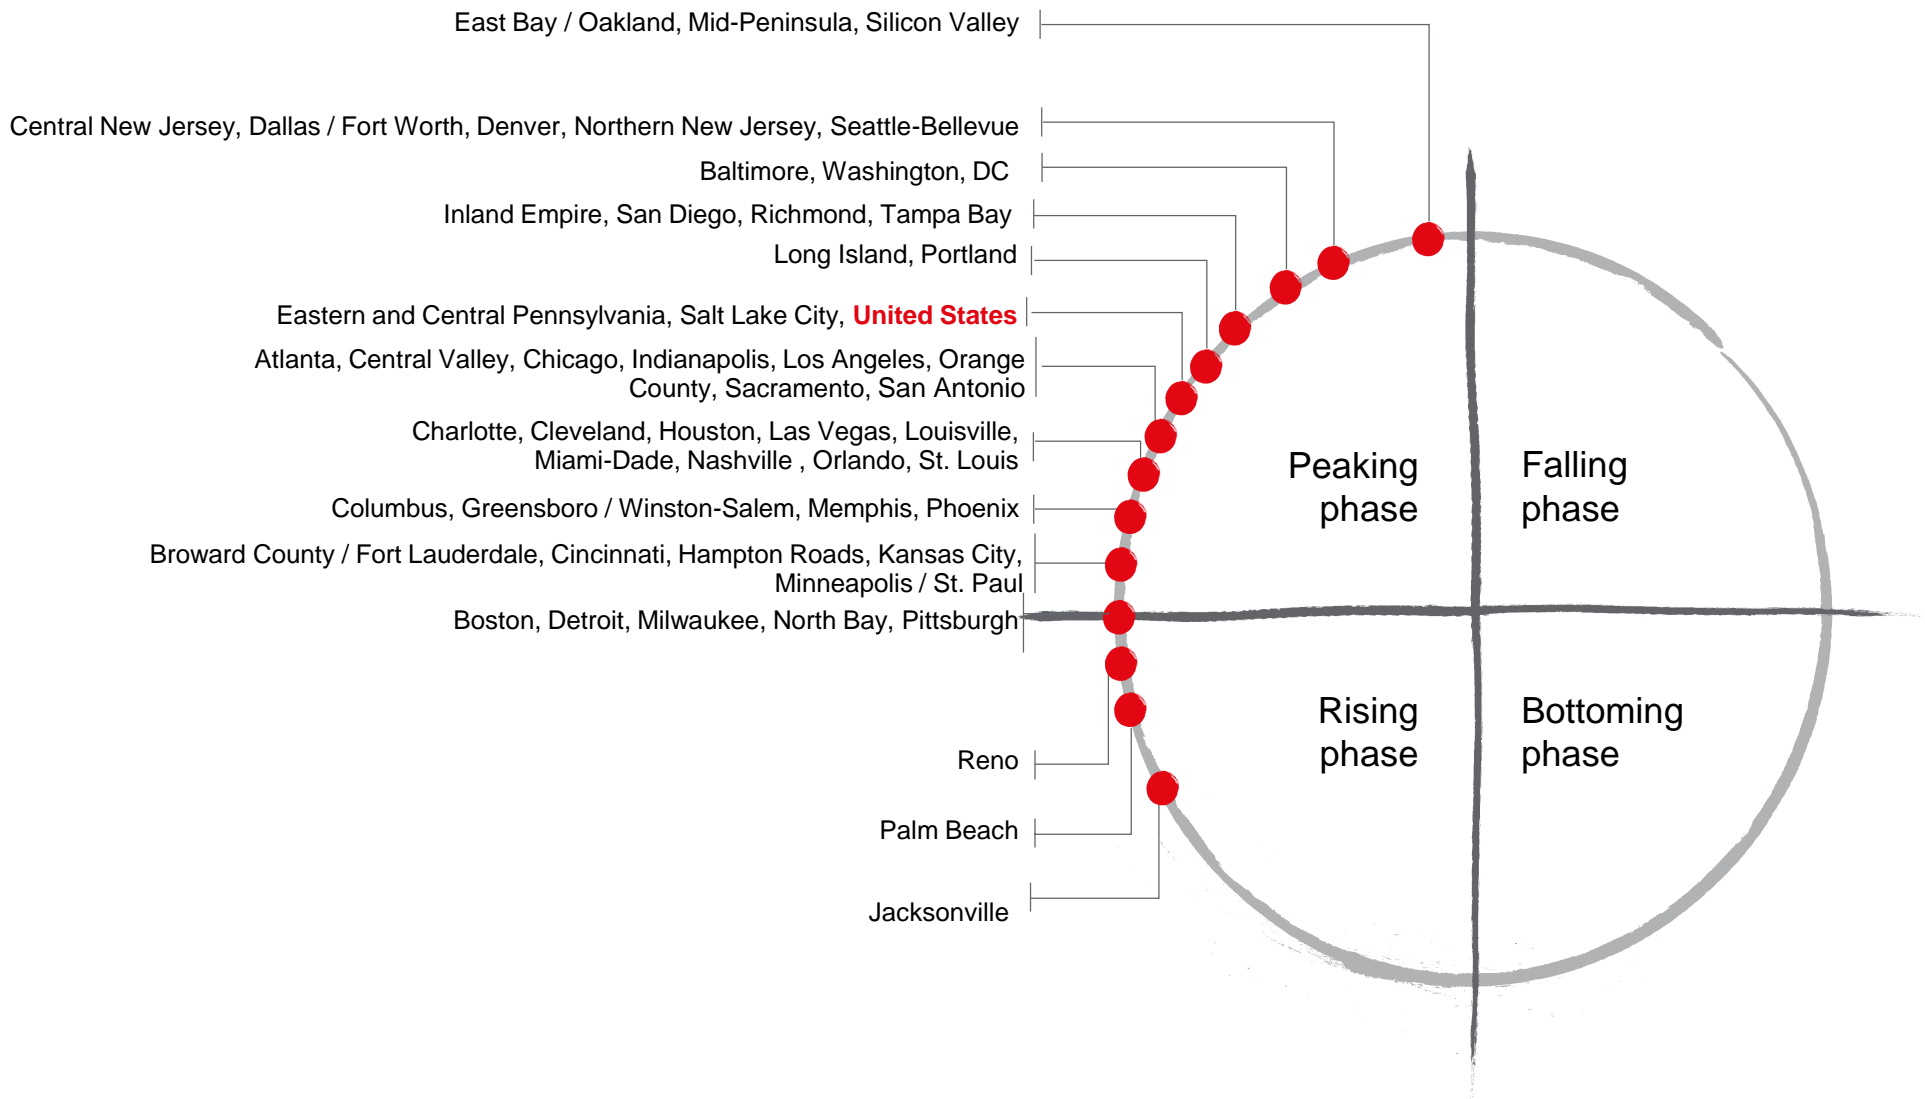 East Bay / Oakland, Mid-Peninsula, Silicon Valley
Central New Jersey, Dallas / Fort Worth, Denver, Northern New Jersey, Seattle-Bellevue
Baltimore, Washington, DC
Inland Empire, San Diego, Richmond, Tampa Bay
Long Island, Portland
Eastern and Central Pennsylvania, Salt Lake City, United States
Atlanta, Central Valley, Chicago, Indianapolis, Los Angeles, Orange
County, Sacramento, San Antonio
Charlotte, Cleveland, Houston, Las Vegas, Louisville,
Miami-Dade, Nashville , Orlando, St. Louis
Columbus, Greensboro / Winston-Salem, Memphis, Phoenix
Broward County / Fort Lauderdale, Cincinnati, Hampton Roads, Kansas City,
Minneapolis / St. Paul
Boston, Detroit, Milwaukee, North Bay, Pittsburgh
Reno
Palm Beach
Jacksonville
Peaking
phase
Falling
phase
Rising
phase
Bottoming
phase